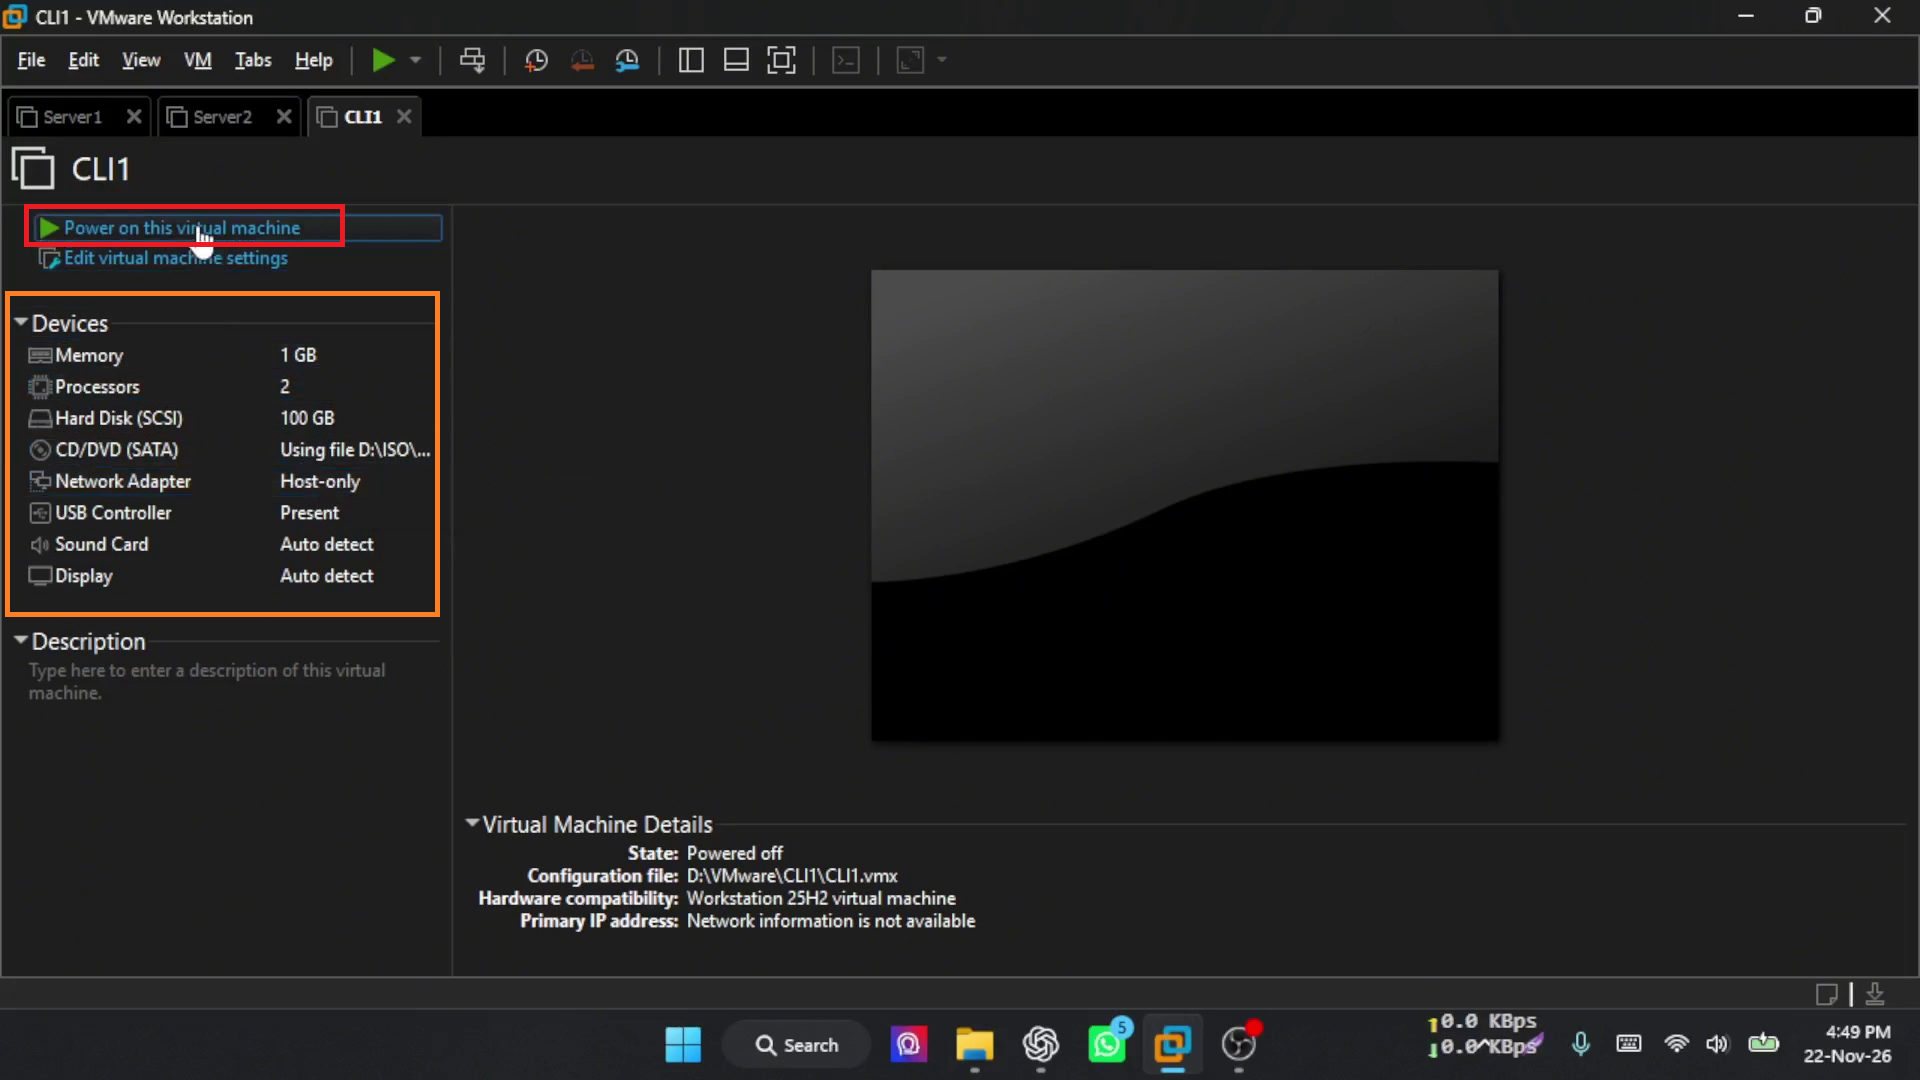 CLI1 - VMware Workstation
File Edit View VM Tabs Help
Server1 Server2 CLI1
CLI1
Power on this virtual machine
Edit virtual machine settings
Devices
Memory 1 GB
Processors 2
Hard Disk (SCSI) 100 GB
CD/DVD (SATA) Using file D:\ISO\...
Network Adapter Host-only
USB Controller Present
Sound Card Auto detect
Display Auto detect
Description
Type here to enter a description of this virtual
machine.
Virtual Machine Details
State: Powered off
Configuration file: D:\VMware\CLI1\CLI1.vmx
Hardware compatibility: Workstation 25H2 virtual machine
Primary IP address: Network information is not available
Search
5
0.0 KBps
0.0 KBps
4:49 PM
22-Nov-26